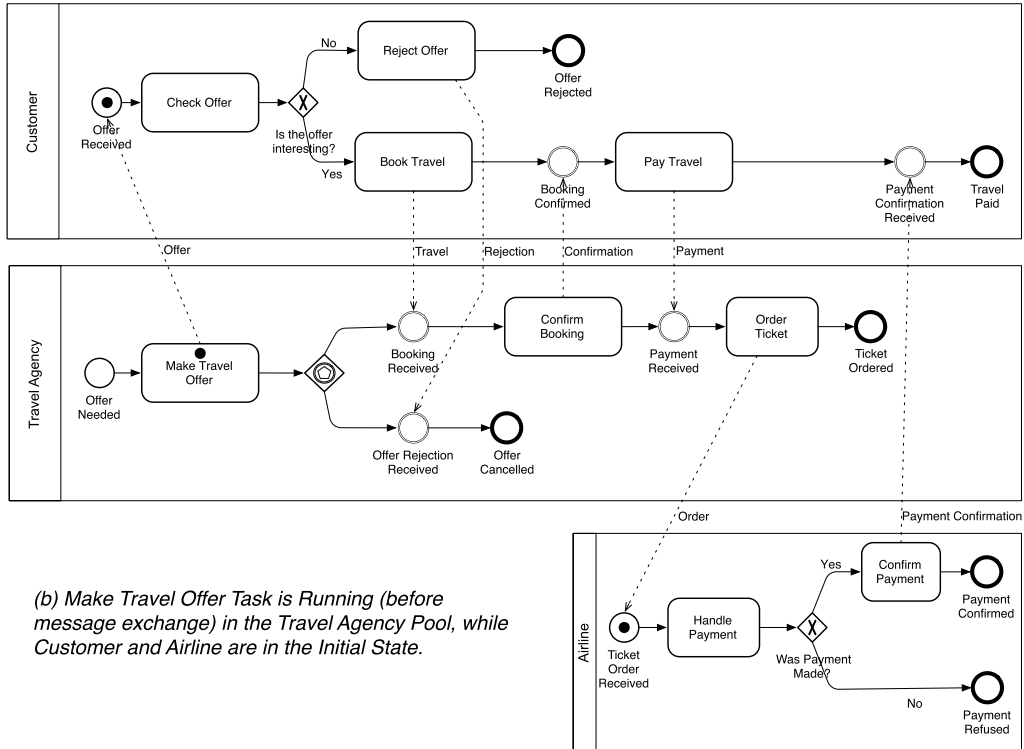 Customer
Offer
Received
Check Offer
Is the offer
interesting?
No
Reject Offer
Offer
Rejected
Yes
Book Travel
Booking
Confirmed
Pay Travel
Payment
Confirmation
Received
Travel
Paid
Offer
Travel
Rejection
Confirmation
Payment
Travel Agency
Offer
Needed
Make Travel
Offer
Booking
Received
Confirm
Booking
Payment
Received
Order
Ticket
Ticket
Ordered
Offer Rejection
Received
Offer
Cancelled
Order
Payment Confirmation
(b) Make Travel Offer Task is Running (before
message exchange) in the Travel Agency Pool, while
Customer and Airline are in the Initial State.
Airline
Ticket
Order
Received
Handle
Payment
Was Payment
Made?
Yes
Confirm
Payment
Payment
Confirmed
No
Payment
Refused